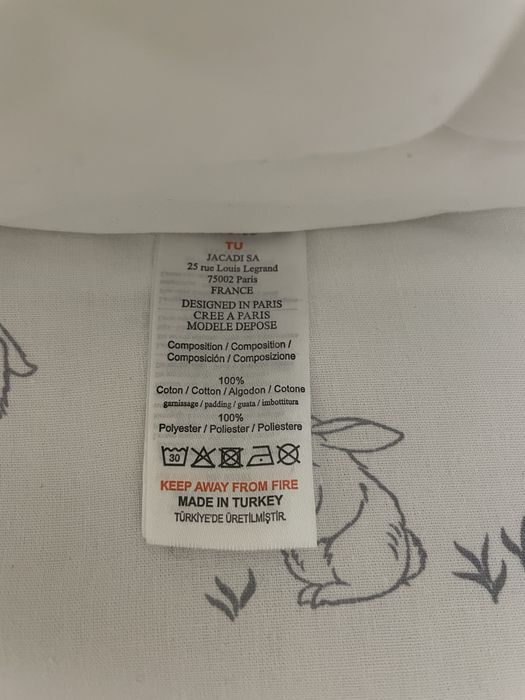 TU
JACADI SA
25 rue Louis Legrand
75002 Paris
FRANCE
DESIGNED IN PARIS
CREE A PARIS
MODELE DEPOSE
Composition / Composition /
Composición / Composizione
100%
Coton / Cotton / Algodon / Cotone
garnissage / padding / guata / imbottitura
100%
Polyester / Poliester / Poliestere
30
KEEP AWAY FROM FIRE
MADE IN TURKEY
TÜRKİYE'DE ÜRETİLMİŞTİR.